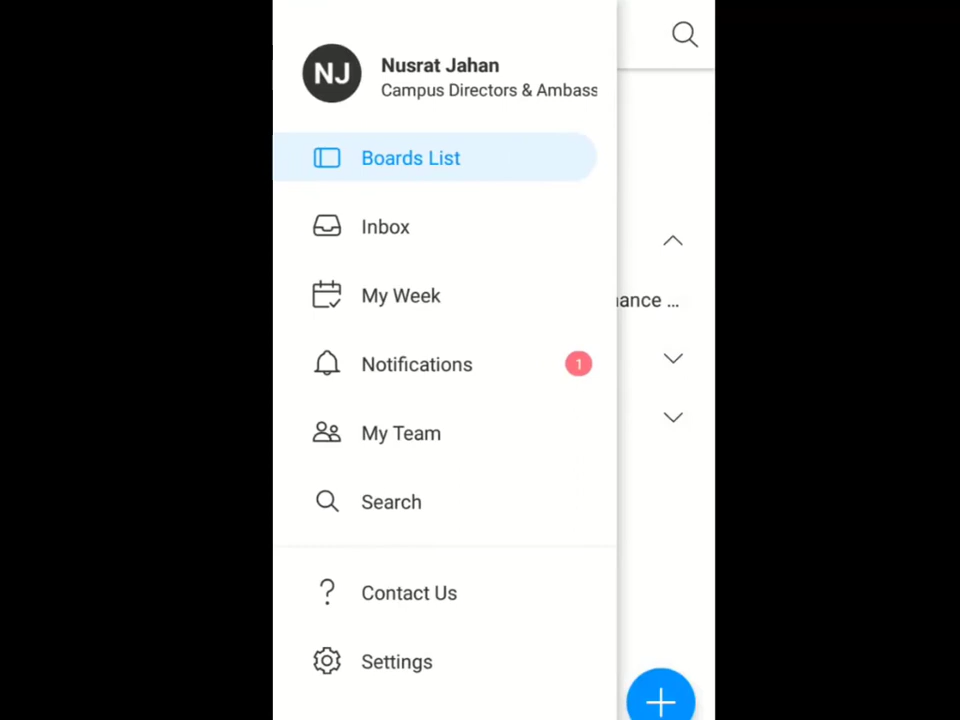 NJ
Nusrat Jahan
Campus Directors & Ambass
Boards List
Inbox
My Week
ance ...
Notifications
1
My Team
Search
Contact Us
Settings